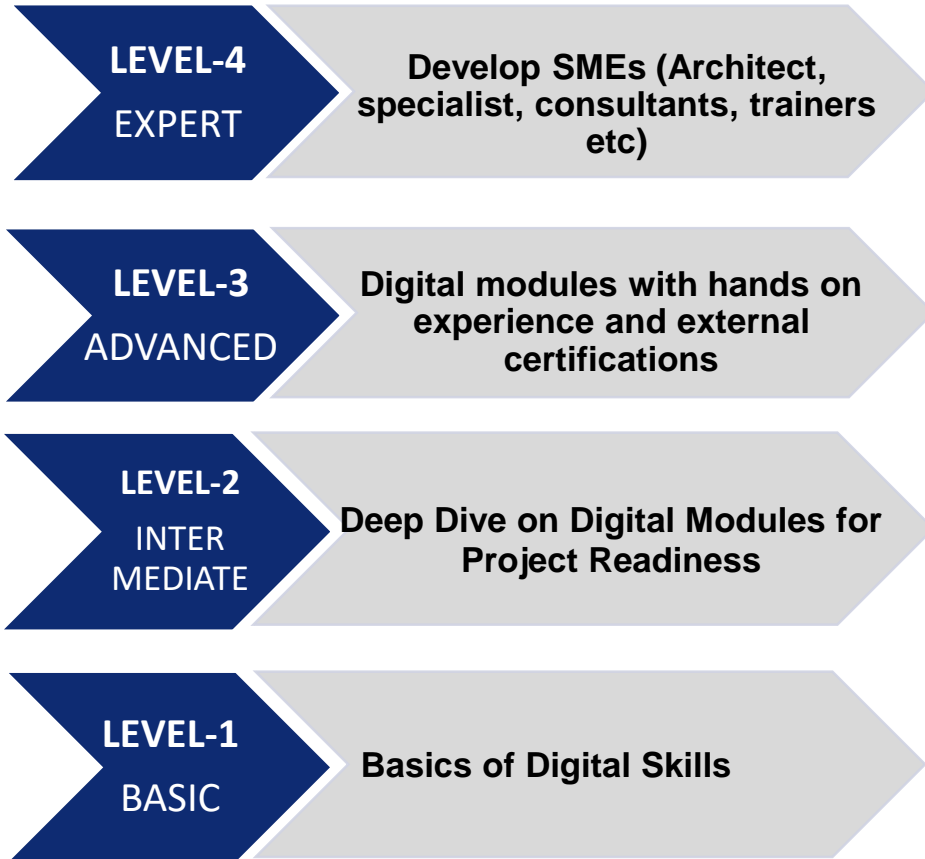 LEVEL-4
EXPERT
Develop SMEs (Architect,
specialist, consultants, trainers
etc)
LEVEL-3
ADVANCED
Digital modules with hands on
experience and external
certifications
LEVEL-2
INTER
MEDIATE
Deep Dive on Digital Modules for
Project Readiness
LEVEL-1
BASIC
Basics of Digital Skills